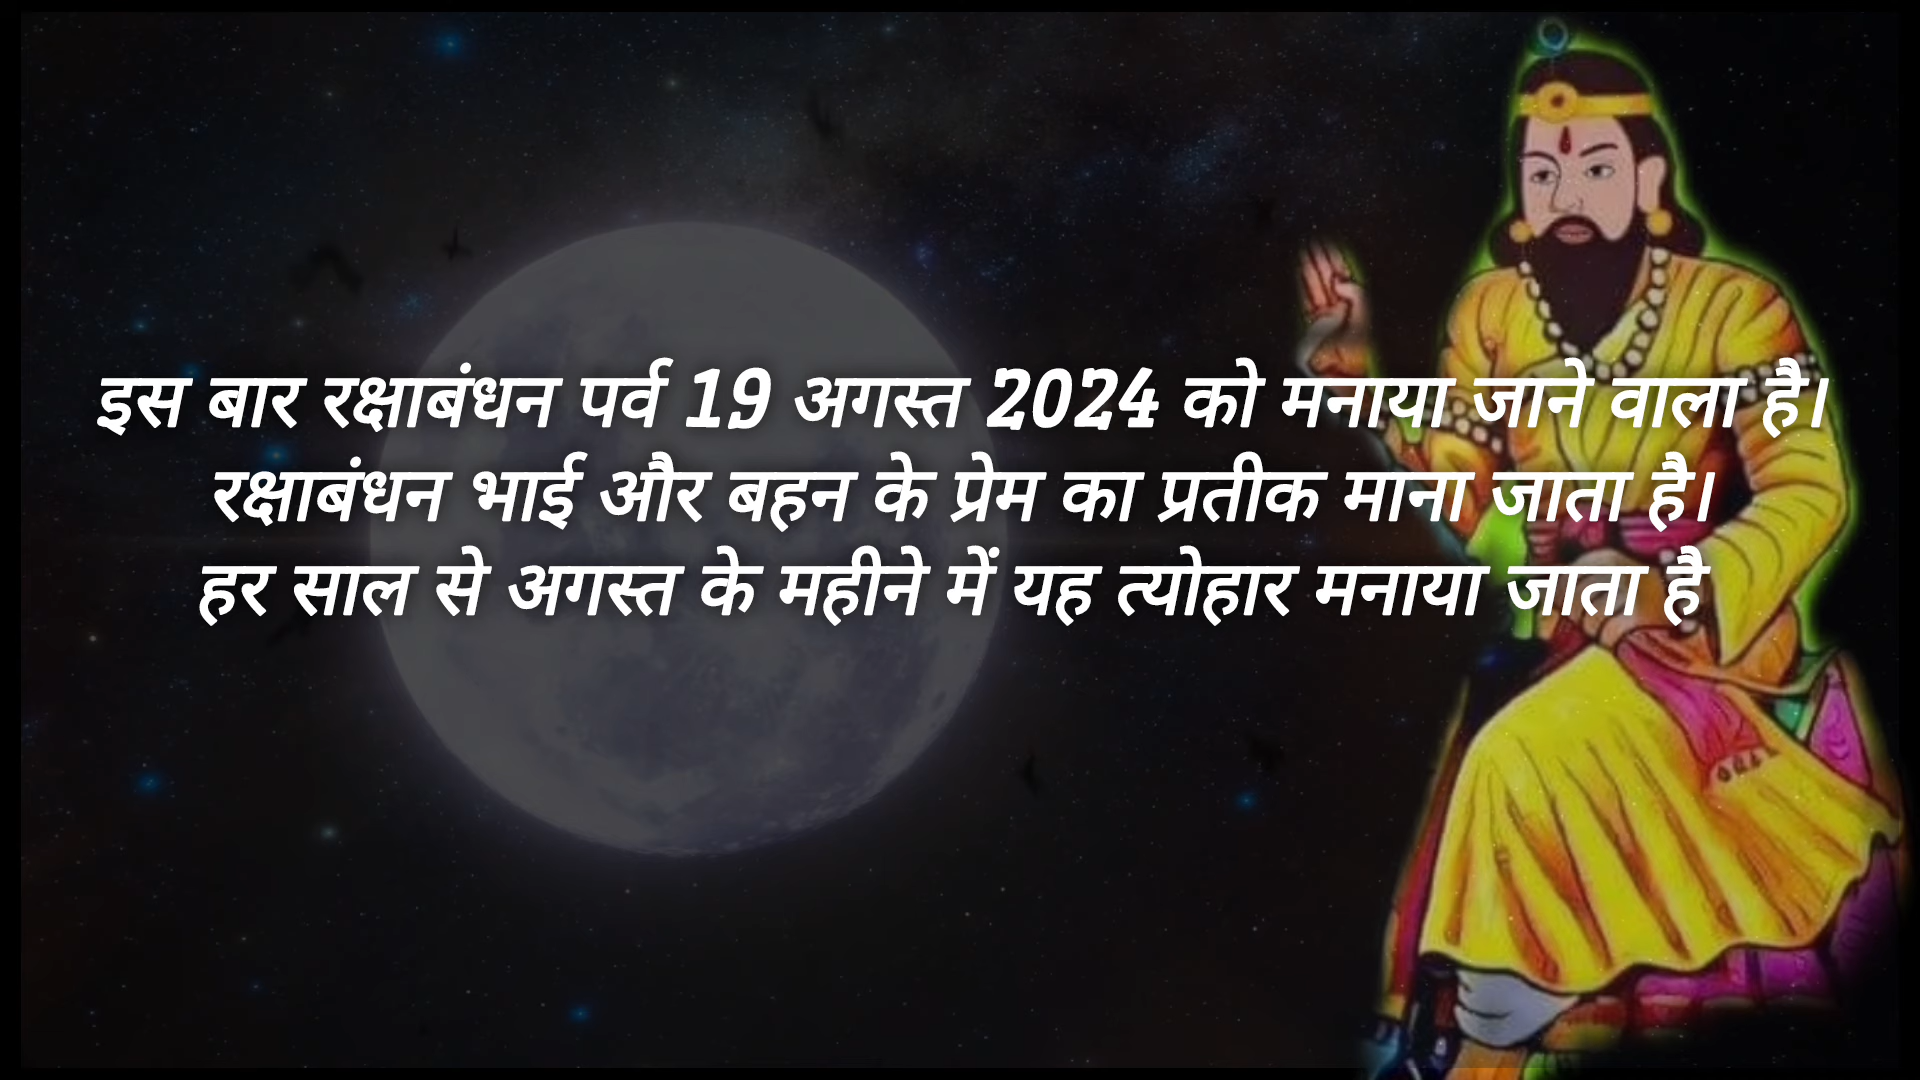 इस बार रक्षाबंधन पर्व 19 अगस्त 2024 को मनाया जाने वाला है।
रक्षाबंधन भाई और बहन के प्रेम का प्रतीक माना जाता है।
हर साल से अगस्त के महीने में यह त्योहार मनाया जाता है